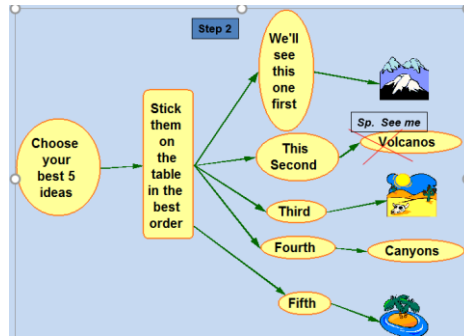 Step 2
Choose
your
best 5
ideas
Stick
them
on
the
table
in the
best
order
We'll
see
this
one
first
This
Second
Sp. See me
Volcanos
Third
Fourth
Canyons
Fifth